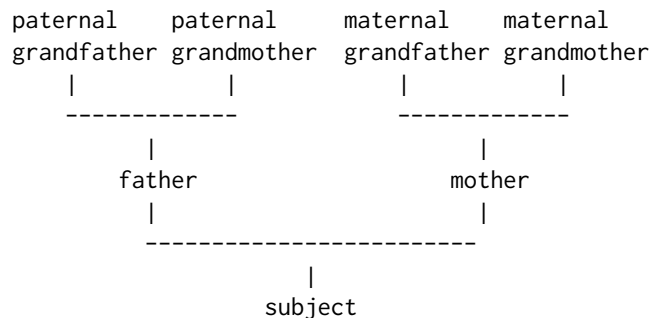 paternal paternal maternal maternal
grandfather grandmother grandfather grandmother
father mother
subject